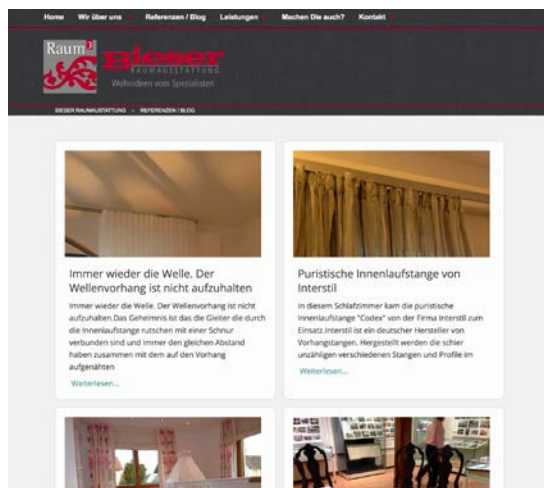 Home Wir über uns Referenzen / Blog Leistungen Machen Die auch? Kontakt
Raum³
Bieser
RAUMAUSSTATTUNG
Wohnideen vom Spezialisten
BIESER RAUMAUSTATTUNG » REFERENZEN / BLOG
Immer wieder die Welle. Der
Wellenvorhang ist nicht aufzuhalten
Immer wieder die Welle. Der Wellenvorhang ist nicht
aufzuhalten.Das Geheimnis ist das die Gleiter die durch
die Innenlaufstange rutschen mit einer Schnur
verbunden sind und immer den gleichen Abstand
haben zusammen mit dem auf den Vorhang
aufgenähten
Weiterlesen...
Puristische Innenlaufstange von
Interstil
In diesem Schlafzimmer kam die puristische
Innenlaufstange "Codex" von der Firma Interstil zum
Einsatz.Interstil ist ein deutscher Hersteller von
Vorhangstangen. Hergestellt werden die schier
unzähligen verschiedenen Stangen und Profile im
Weiterlesen...